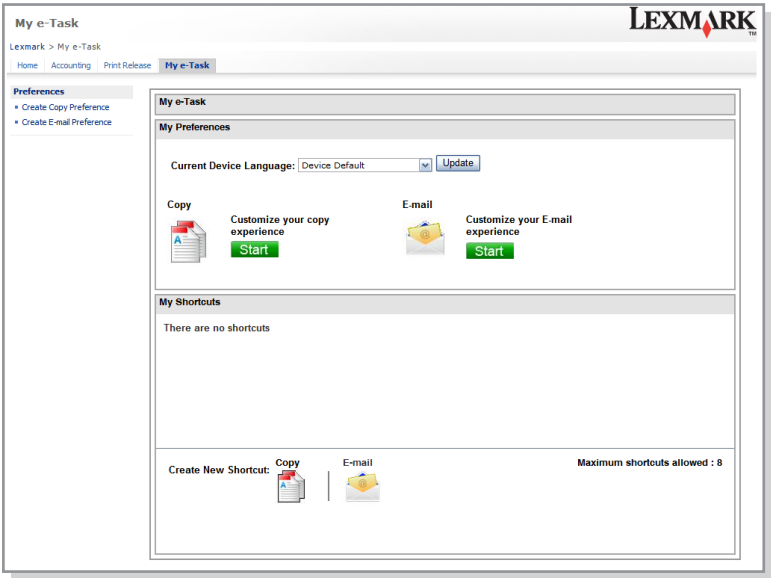 My e-Task
LEXMARK
TM
Lexmark > My e-Task
Home Accounting Print Release My e-Task
Preferences
Create Copy Preference
Create E-mail Preference
My e-Task
My Preferences
Current Device Language: Device Default Update
Copy
Customize your copy
experience
Start
E-mail
Customize your E-mail
experience
Start
My Shortcuts
There are no shortcuts
Create New Shortcut:
Copy
E-mail
Maximum shortcuts allowed : 8